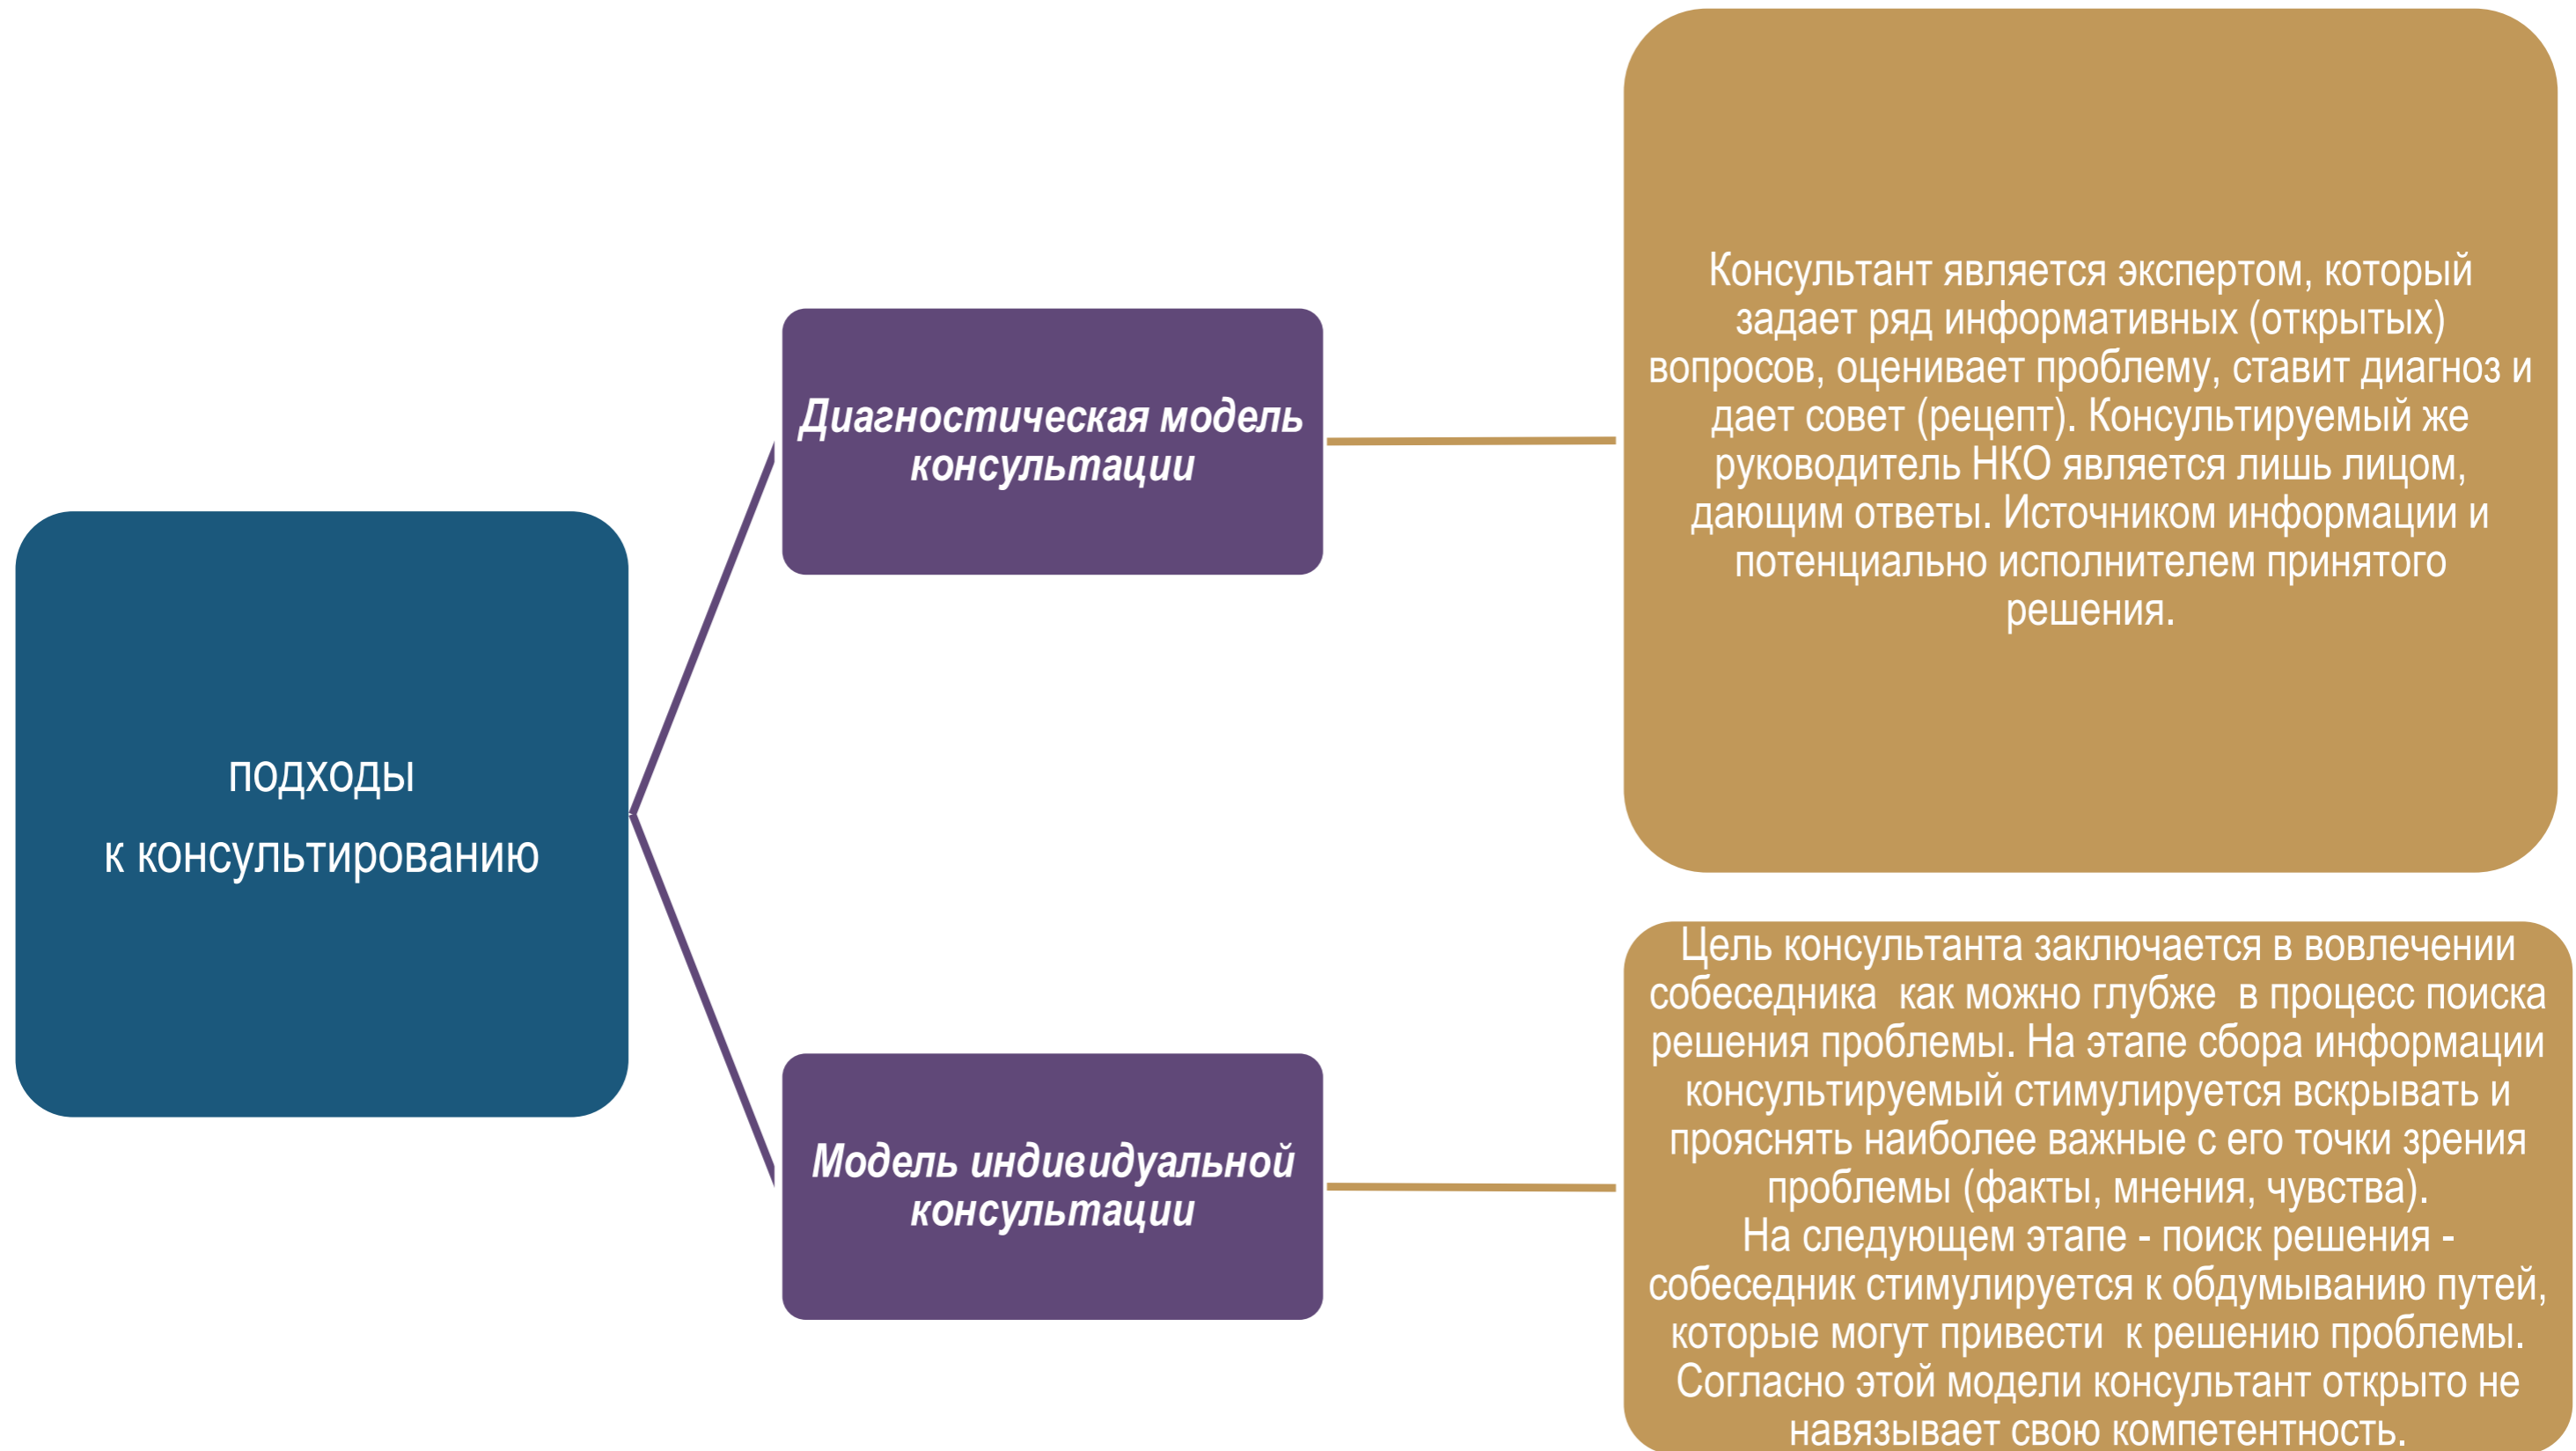 подходы
к консультированию
Диагностическая модель
консультации
Консультант является экспертом, который
задает ряд информативных (открытых)
вопросов, оценивает проблему, ставит диагноз и
дает совет (рецепт). Консультируемый же
руководитель НКО является лишь лицом,
дающим ответы. Источником информации и
потенциально исполнителем принятого
решения.
Модель индивидуальной
консультации
Цель консультанта заключается в вовлечении
собеседника  как можно глубже  в процесс поиска
решения проблемы. На этапе сбора информации
консультируемый стимулируется вскрывать и
прояснять наиболее важные с его точки зрения
проблемы (факты, мнения, чувства).
На следующем этапе - поиск решения -
собеседник стимулируется к обдумыванию путей,
которые могут привести  к решению проблемы.
Согласно этой модели консультант открыто не
навязывает свою компетентность.